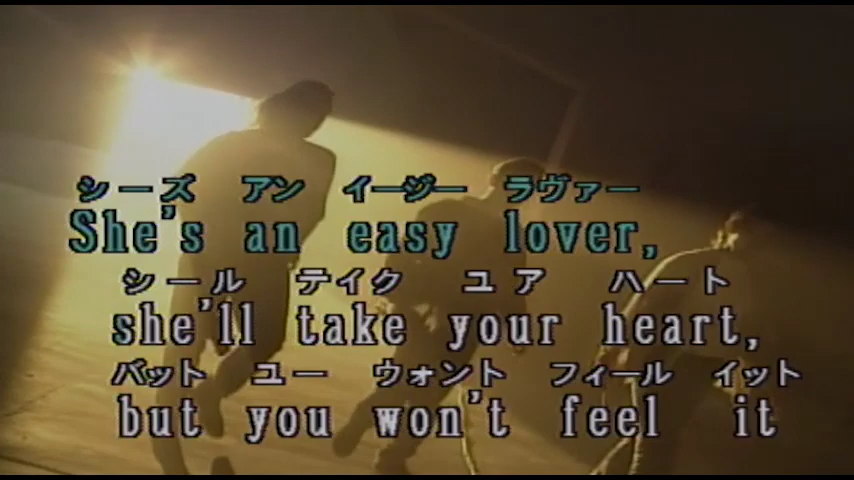 シーズ アン イージー ラヴァー
She's an easy lover,
シール テイク ユア ハート
she'll take your heart,
バット ユー ウォント フィール イット
but you won't feel it